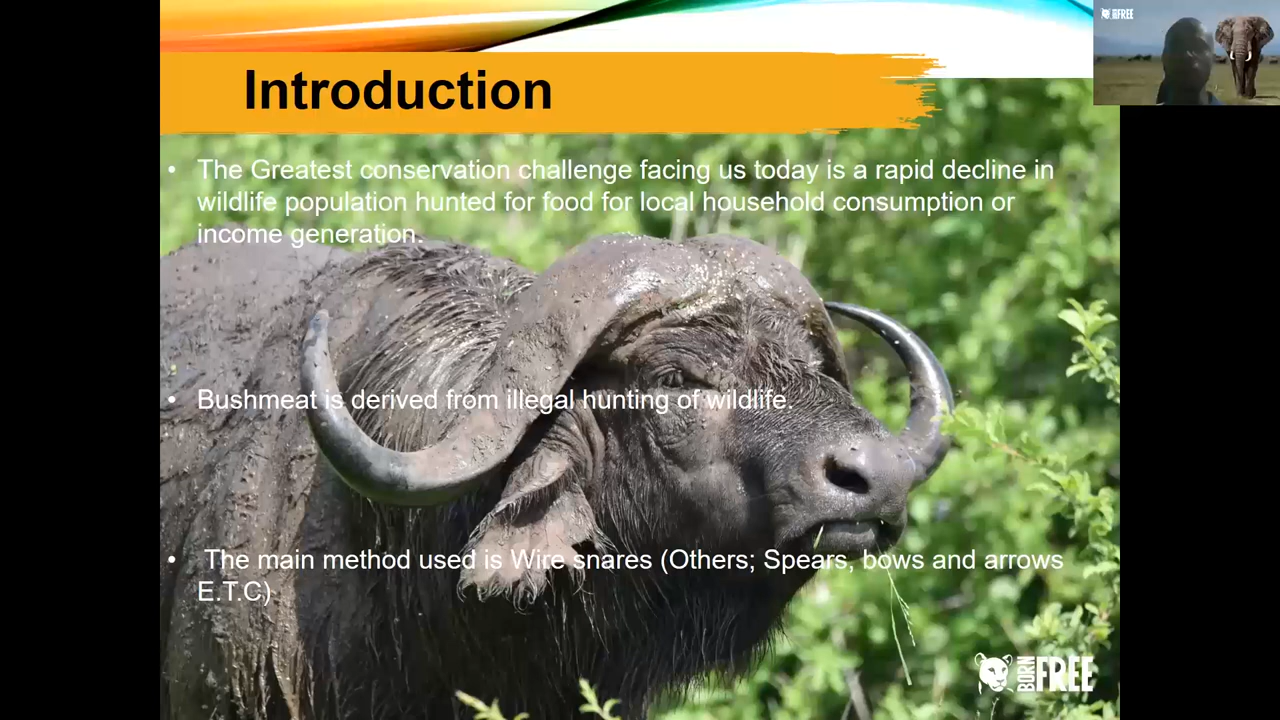 BORN FREE
Introduction
• The Greatest conservation challenge facing us today is a rapid decline in
wildlife population hunted for food for local household consumption or
income generation.
• Bushmeat is derived from illegal hunting of wildlife.
• The main method used is Wire snares (Others; Spears, bows and arrows
E.T.C)
BORN FREE